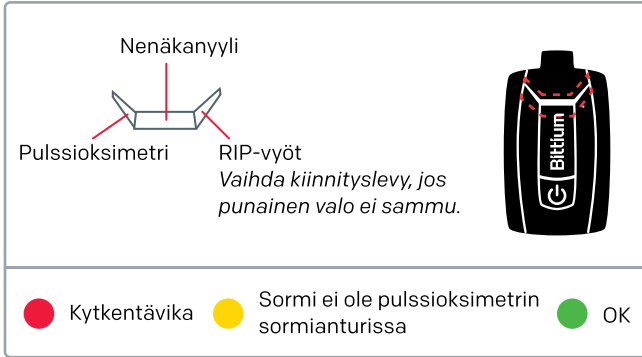 Nenäkanyyli
Pulssioksimetri
RIP-vyöt
Vaihda kiinnityslevy, jos
punainen valo ei sammu.
Bittium
Kytkentävika
Sormi ei ole pulssioksimetrin
sormianturissa
OK